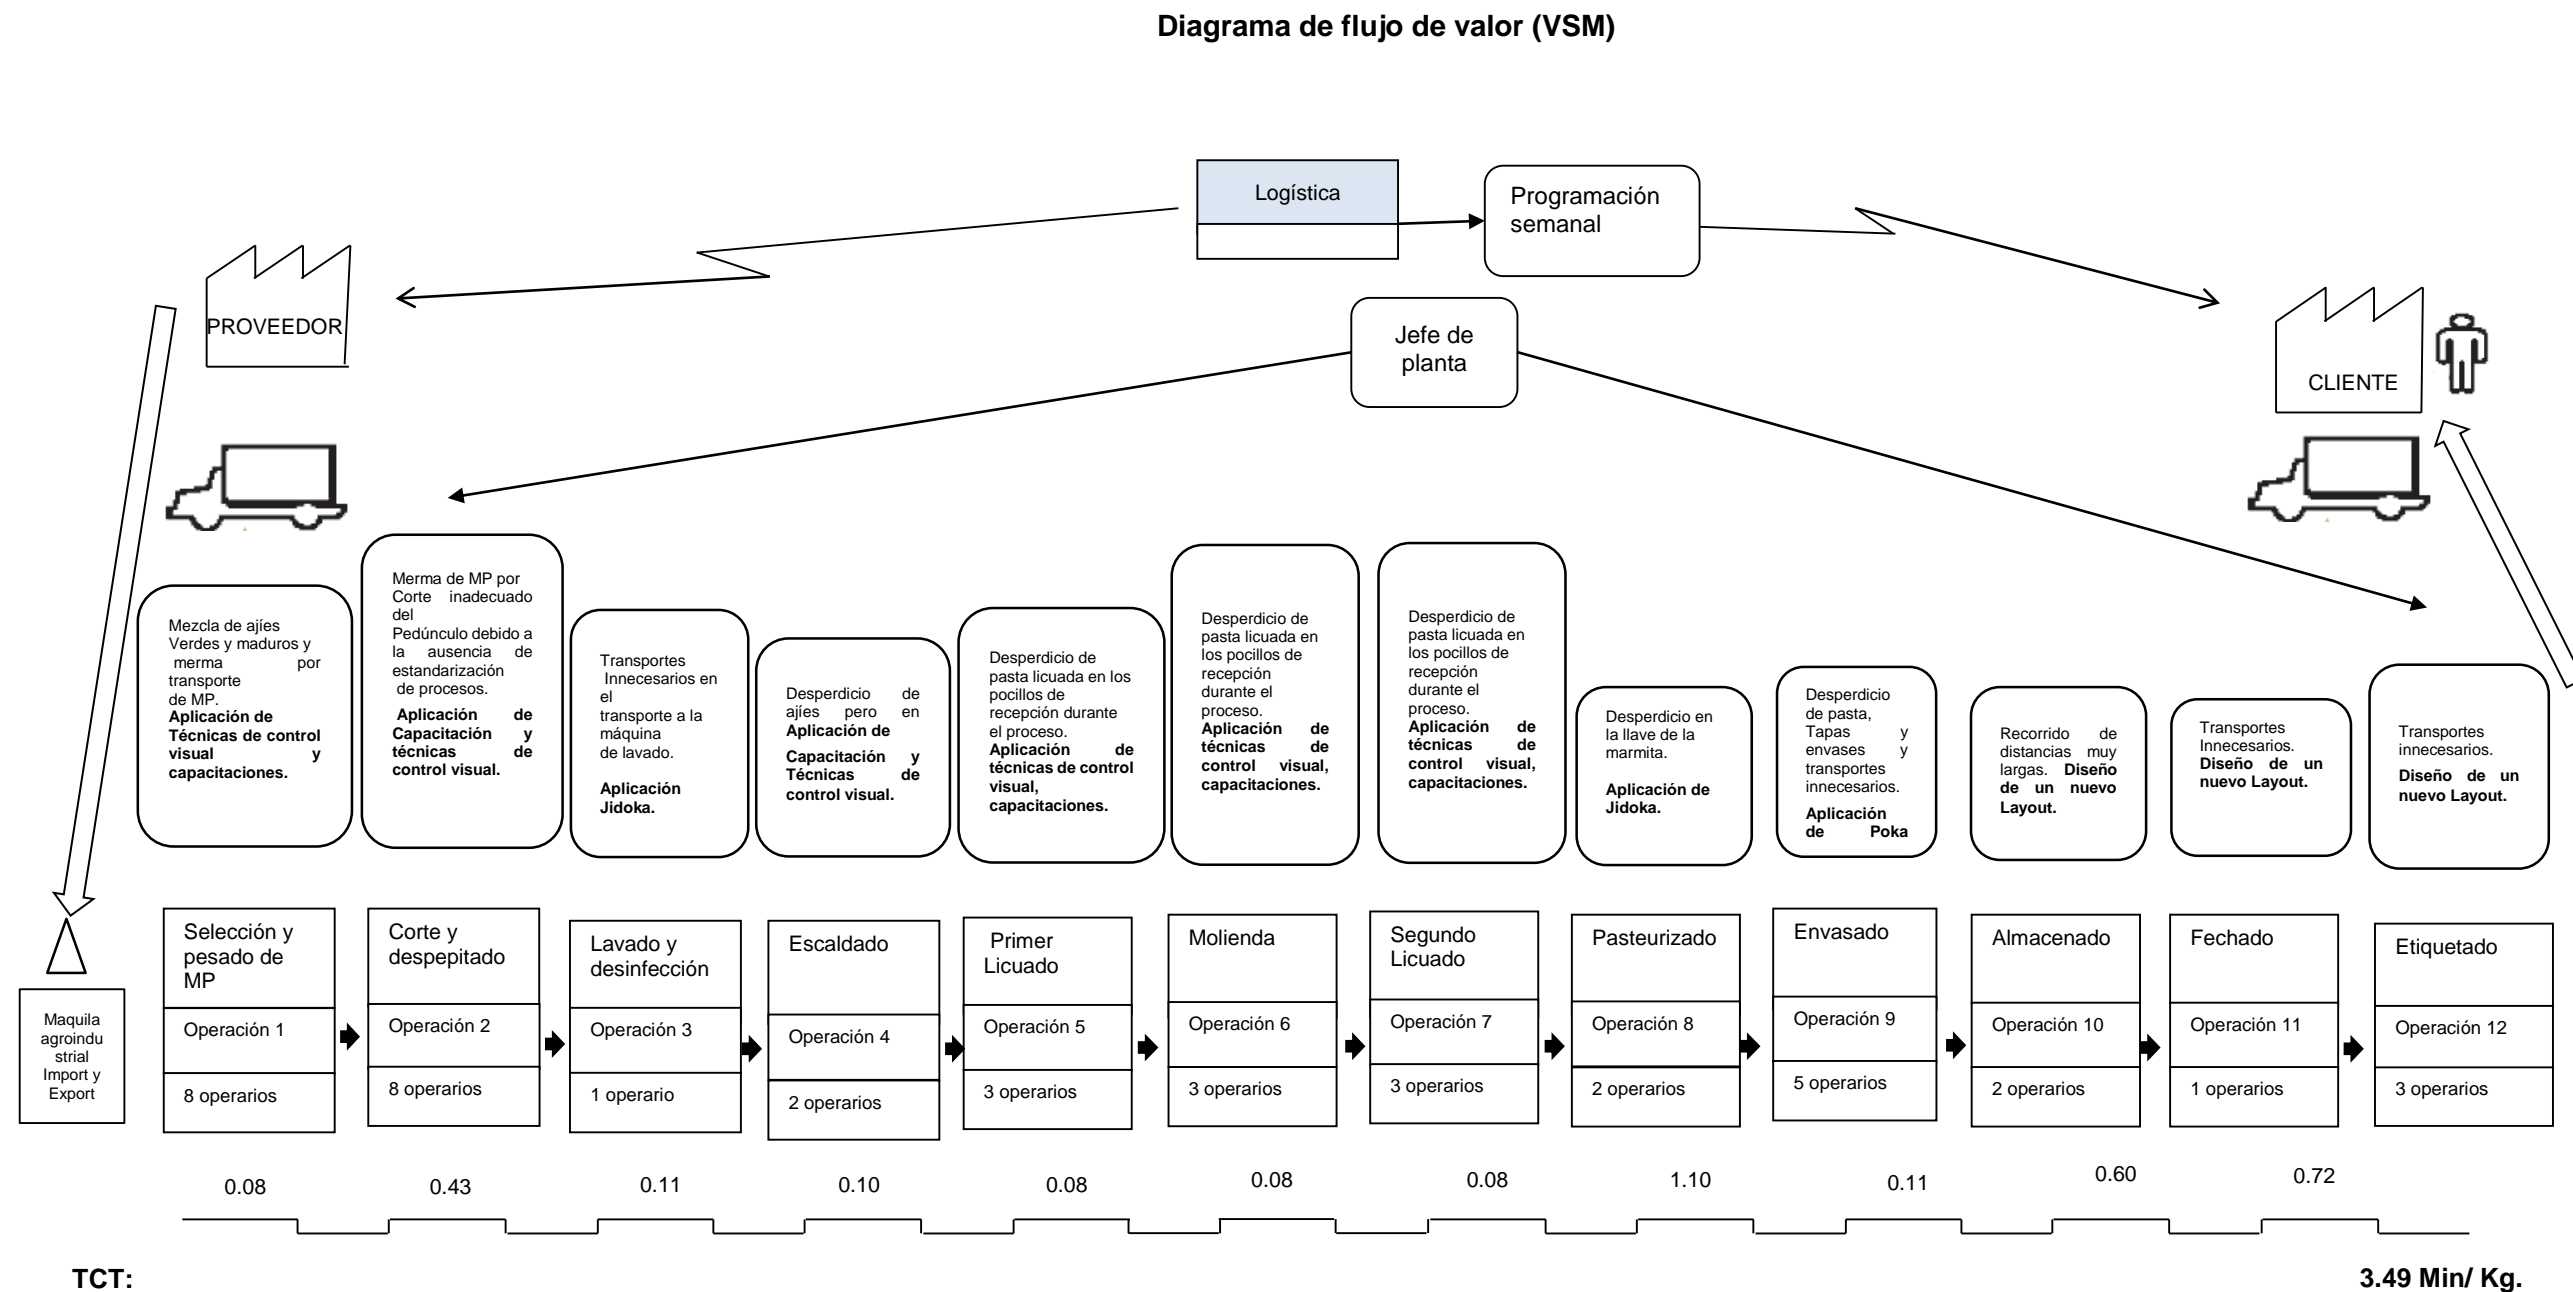 Diagrama de flujo de valor (VSM)
Logística
Programación
semanal
PROVEEDOR
Jefe de
planta
CLIENTE
Mezcla de ajíes
Verdes y maduros y
merma por
transporte
de MP.
Aplicación de
Técnicas de control
visual y
capacitaciones.
Merma de MP por
Corte inadecuado
del
Pedúnculo debido a
la ausencia de
estandarización
de procesos.
Aplicación de
Capacitación y
técnicas de
control visual.
Transportes
Innecesarios en
el
transporte a la
máquina
de lavado.
Aplicación
Jidoka.
Desperdicio de
ajíes pero en
Aplicación de
Capacitación y
Técnicas de
control visual.
Desperdicio de
pasta licuada en los
pocillos de
recepción durante
el proceso.
Aplicación de
técnicas de control
visual,
capacitaciones.
Desperdicio de
pasta licuada en
los pocillos de
recepción
durante el
proceso.
Aplicación de
técnicas de
control visual,
capacitaciones.
Desperdicio de
pasta licuada en
los pocillos de
recepción
durante el
proceso.
Aplicación de
técnicas de
control visual,
capacitaciones.
Desperdicio en
la llave de la
marmita.
Aplicación de
Jidoka.
Desperdicio
de pasta,
Tapas y
envases y
transportes
innecesarios.
Aplicación
de Poka
Recorrido de
distancias muy
largas. Diseño
de un nuevo
Layout.
Transportes
Innecesarios.
Diseño de un
nuevo Layout.
Transportes
innecesarios.
Diseño de un
nuevo Layout.
Maquila
agroindu
strial
Import y
Export
Selección y
pesado de
MP
Operación 1
8 operarios
Corte y
despepitado
Operación 2
8 operarios
Lavado y
desinfección
Operación 3
1 operario
Escaldado
Operación 4
2 operarios
Primer
Licuado
Operación 5
3 operarios
Molienda
Operación 6
3 operarios
Segundo
Licuado
Operación 7
3 operarios
Pasteurizado
Operación 8
2 operarios
Envasado
Operación 9
5 operarios
Almacenado
Operación 10
2 operarios
Fechado
Operación 11
1 operarios
Etiquetado
Operación 12
3 operarios
0.08 0.43 0.11 0.10 0.08 0.08 0.08 1.10 0.11 0.60 0.72
TCT: 3.49 Min/ Kg.